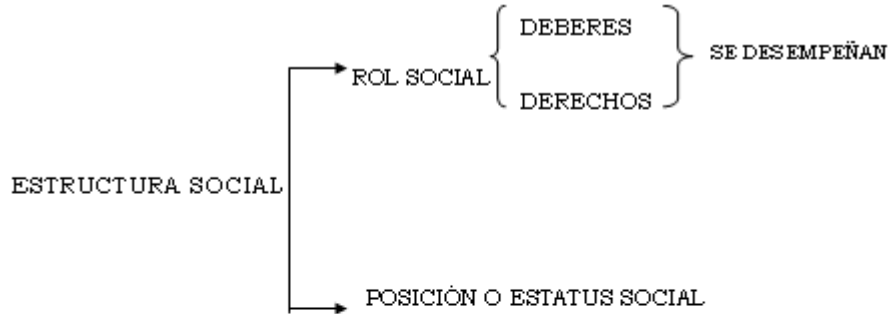 DEBERES
SE DESEMPEÑAN
ROL SOCIAL
DERECHOS
ESTRUCTURA SOCIAL
POSICIÓN O ESTATUS SOCIAL